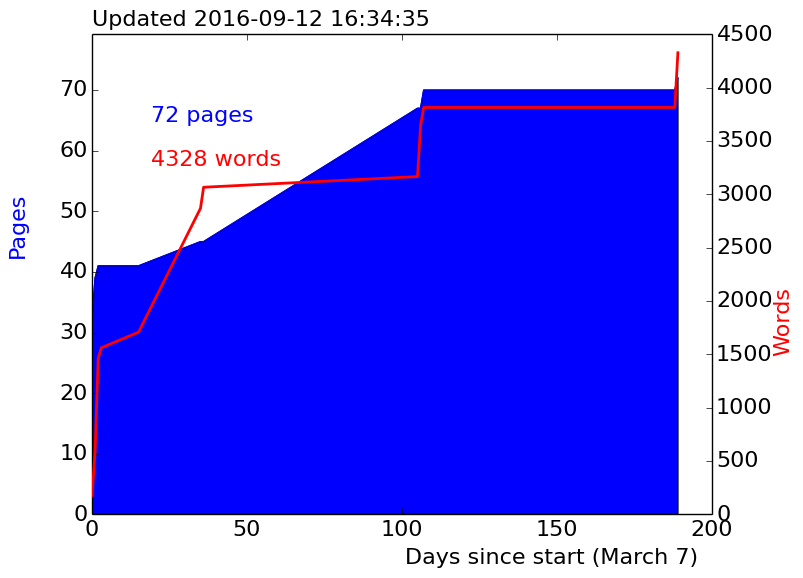 Updated 2016-09-12 16:34:35
4500
4000
3500
3000
2500
2000
1500
1000
500
0
70
60
50
40
30
20
10
0
72 pages
4328 words
Pages
Words
0 50 100 150 200
Days since start (March 7)